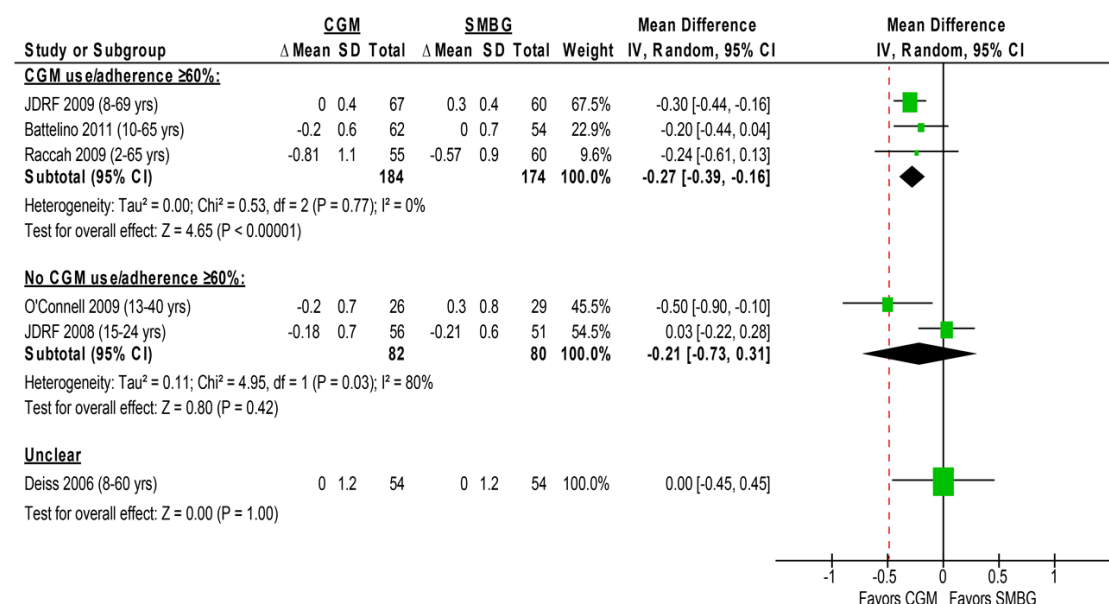 CGM SMBG Mean Difference Mean Difference
Study or Subgroup Δ Mean SD Total Δ Mean SD Total Weight IV, Random, 95% CI IV, Random, 95% CI
CGM use/adherence ≥60%:
JDRF 2009 (8-69 yrs) 0 0.4 67 0.3 0.4 60 67.5% -0.30 [-0.44, -0.16]
Battelino 2011 (10-65 yrs) -0.2 0.6 62 0 0.7 54 22.9% -0.20 [-0.44, 0.04]
Raccah 2009 (2-65 yrs) -0.81 1.1 55 -0.57 0.9 60 9.6% -0.24 [-0.61, 0.13]
Subtotal (95% CI) 184 174 100.0% -0.27 [-0.39, -0.16]
Heterogeneity: Tau² = 0.00; Chi² = 0.53, df = 2 (P = 0.77); I² = 0%
Test for overall effect: Z = 4.65 (P < 0.00001)
No CGM use/adherence ≥60%:
O'Connell 2009 (13-40 yrs) -0.2 0.7 26 0.3 0.8 29 45.5% -0.50 [-0.90, -0.10]
JDRF 2008 (15-24 yrs) -0.18 0.7 56 -0.21 0.6 51 54.5% 0.03 [-0.22, 0.28]
Subtotal (95% CI) 82 80 100.0% -0.21 [-0.73, 0.31]
Heterogeneity: Tau² = 0.11; Chi² = 4.95, df = 1 (P = 0.03); I² = 80%
Test for overall effect: Z = 0.80 (P = 0.42)
Unclear
Deiss 2006 (8-60 yrs) 0 1.2 54 0 1.2 54 100.0% 0.00 [-0.45, 0.45]
Test for overall effect: Z = 0.00 (P = 1.00)
-1 -0.5 0 0.5 1
Favors CGM Favors SMBG